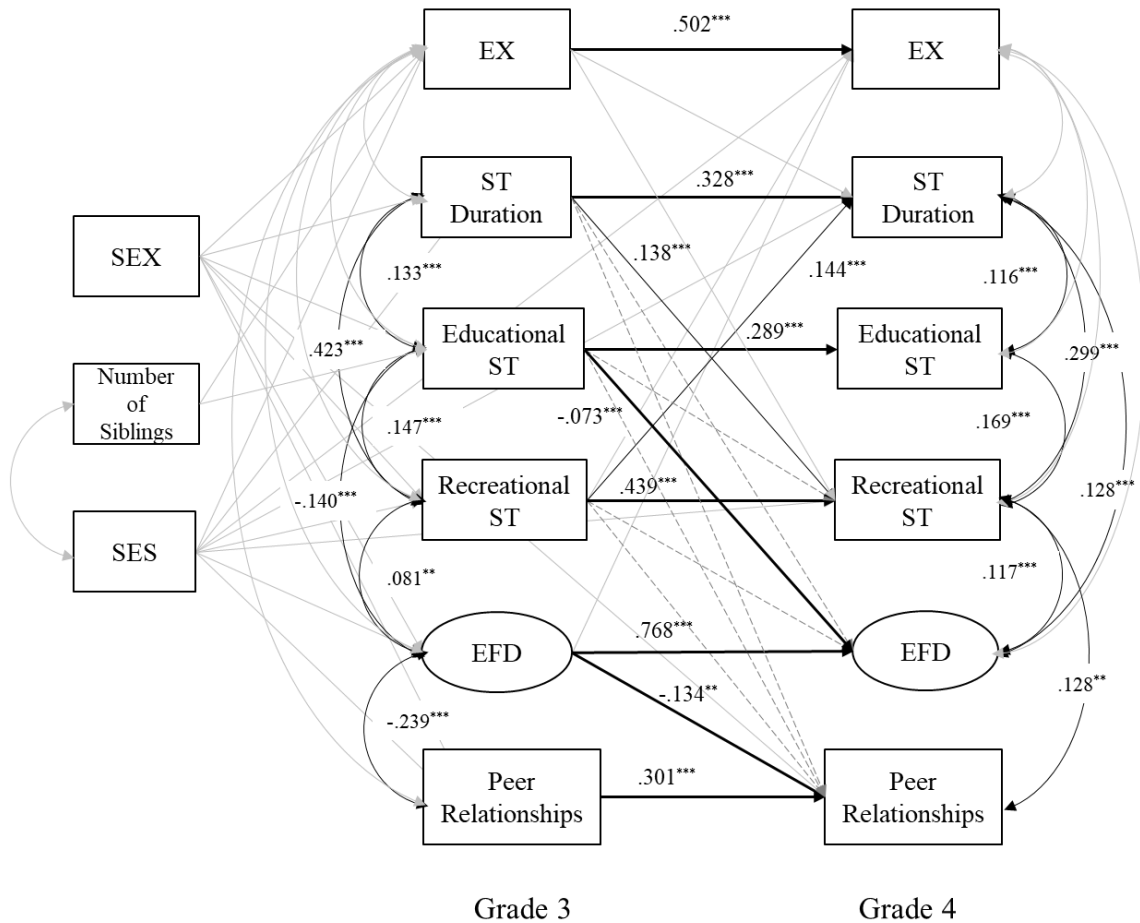 .502***
EX
EX
ST
Duration
.328***
ST
Duration
SEX
.133***
.138***
.144***
.116***
Educational
ST
.289***
Educational
ST
.423***
.299***
Number
of
Siblings
.147***
-.073***
.169***
Recreational
ST
.439***
Recreational
ST
-.140***
.128***
SES
.081**
.117***
EFD
.768***
EFD
-.134**
.128**
-.239***
Peer
Relationships
.301***
Peer
Relationships
Grade 3
Grade 4